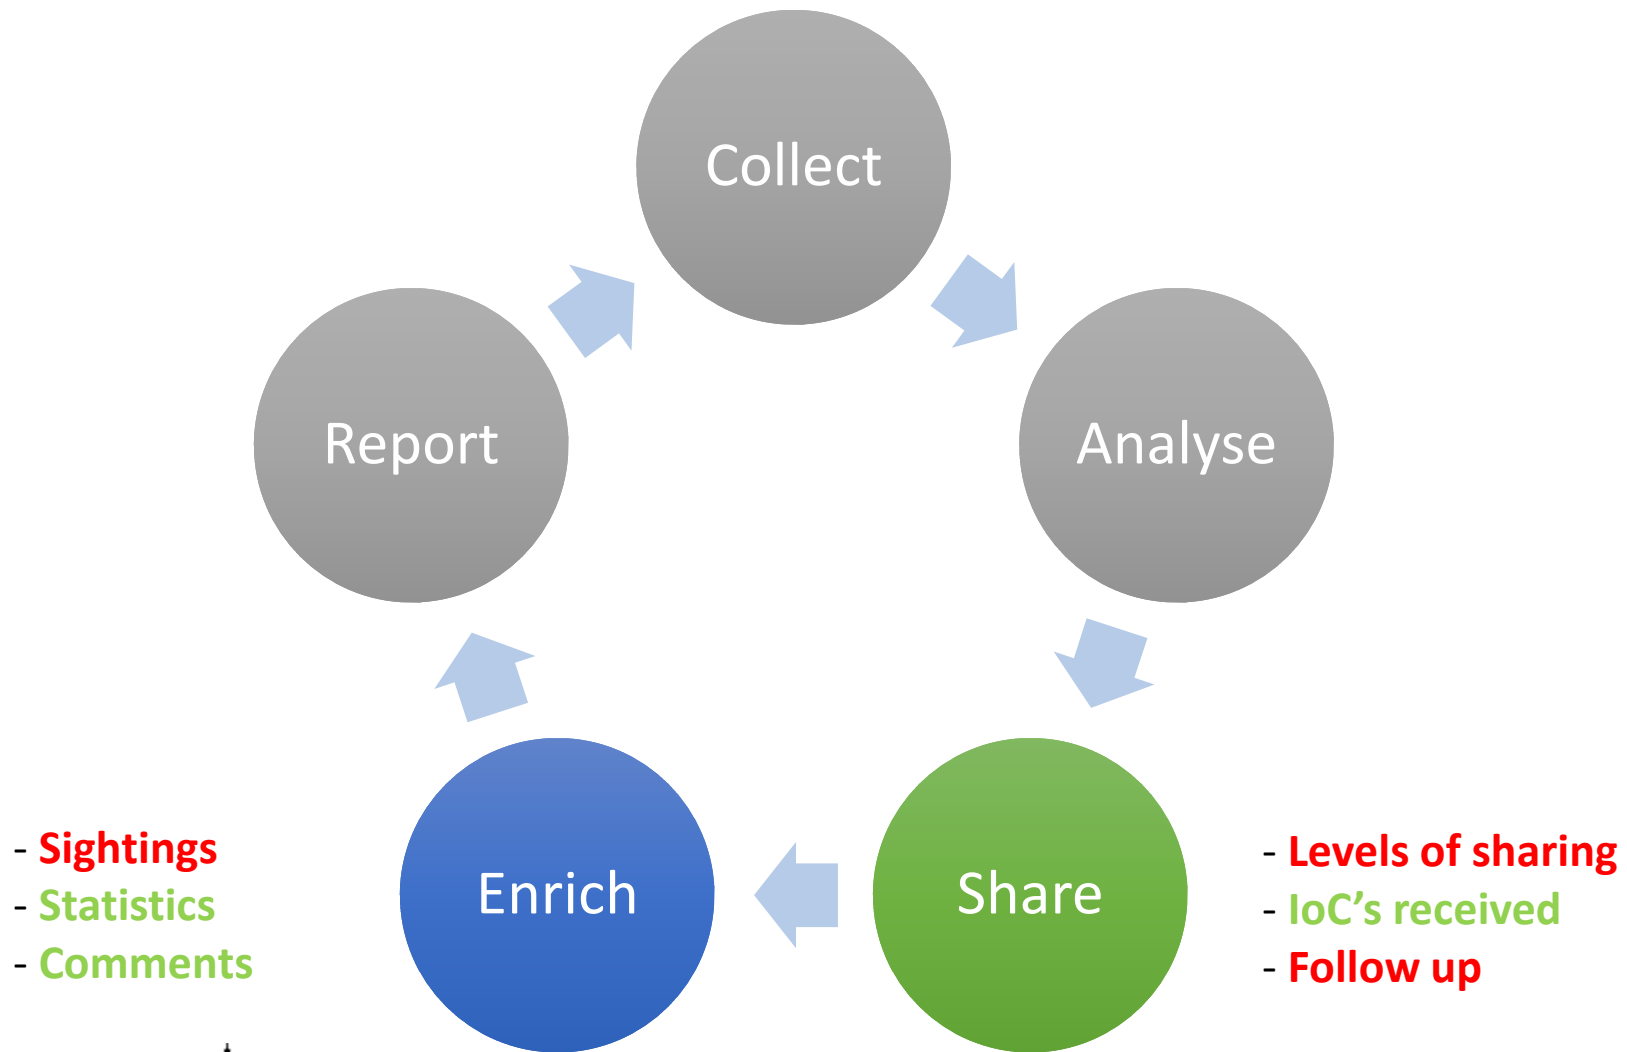 Collect
Report
Analyse
Enrich
Share
- Sightings
- Statistics
- Comments
- Levels of sharing
- IoC’s received
- Follow up